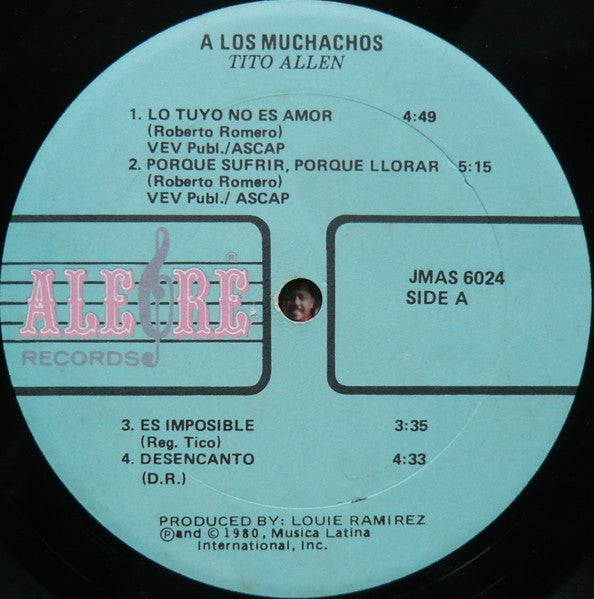 A LOS MUCHACHOS
TITO ALLEN
1. LO TUYO NO ES AMOR 4:49
(Roberto Romero)
VEV Publ./ASCAP
2. PORQUE SUFRIR, PORQUE LLORAR 5:15
(Roberto Romero)
VEV Publ./ ASCAP
ALEGRE ®
RECORDS
JMAS 6024
SIDE A
3. ES IMPOSIBLE 3:35
(Reg. Tico)
4. DESENCANTO 4:33
(D.R.)
PRODUCED BY: LOUIE RAMIREZ
Ⓟand © 1980, Musica Latina
International, Inc.